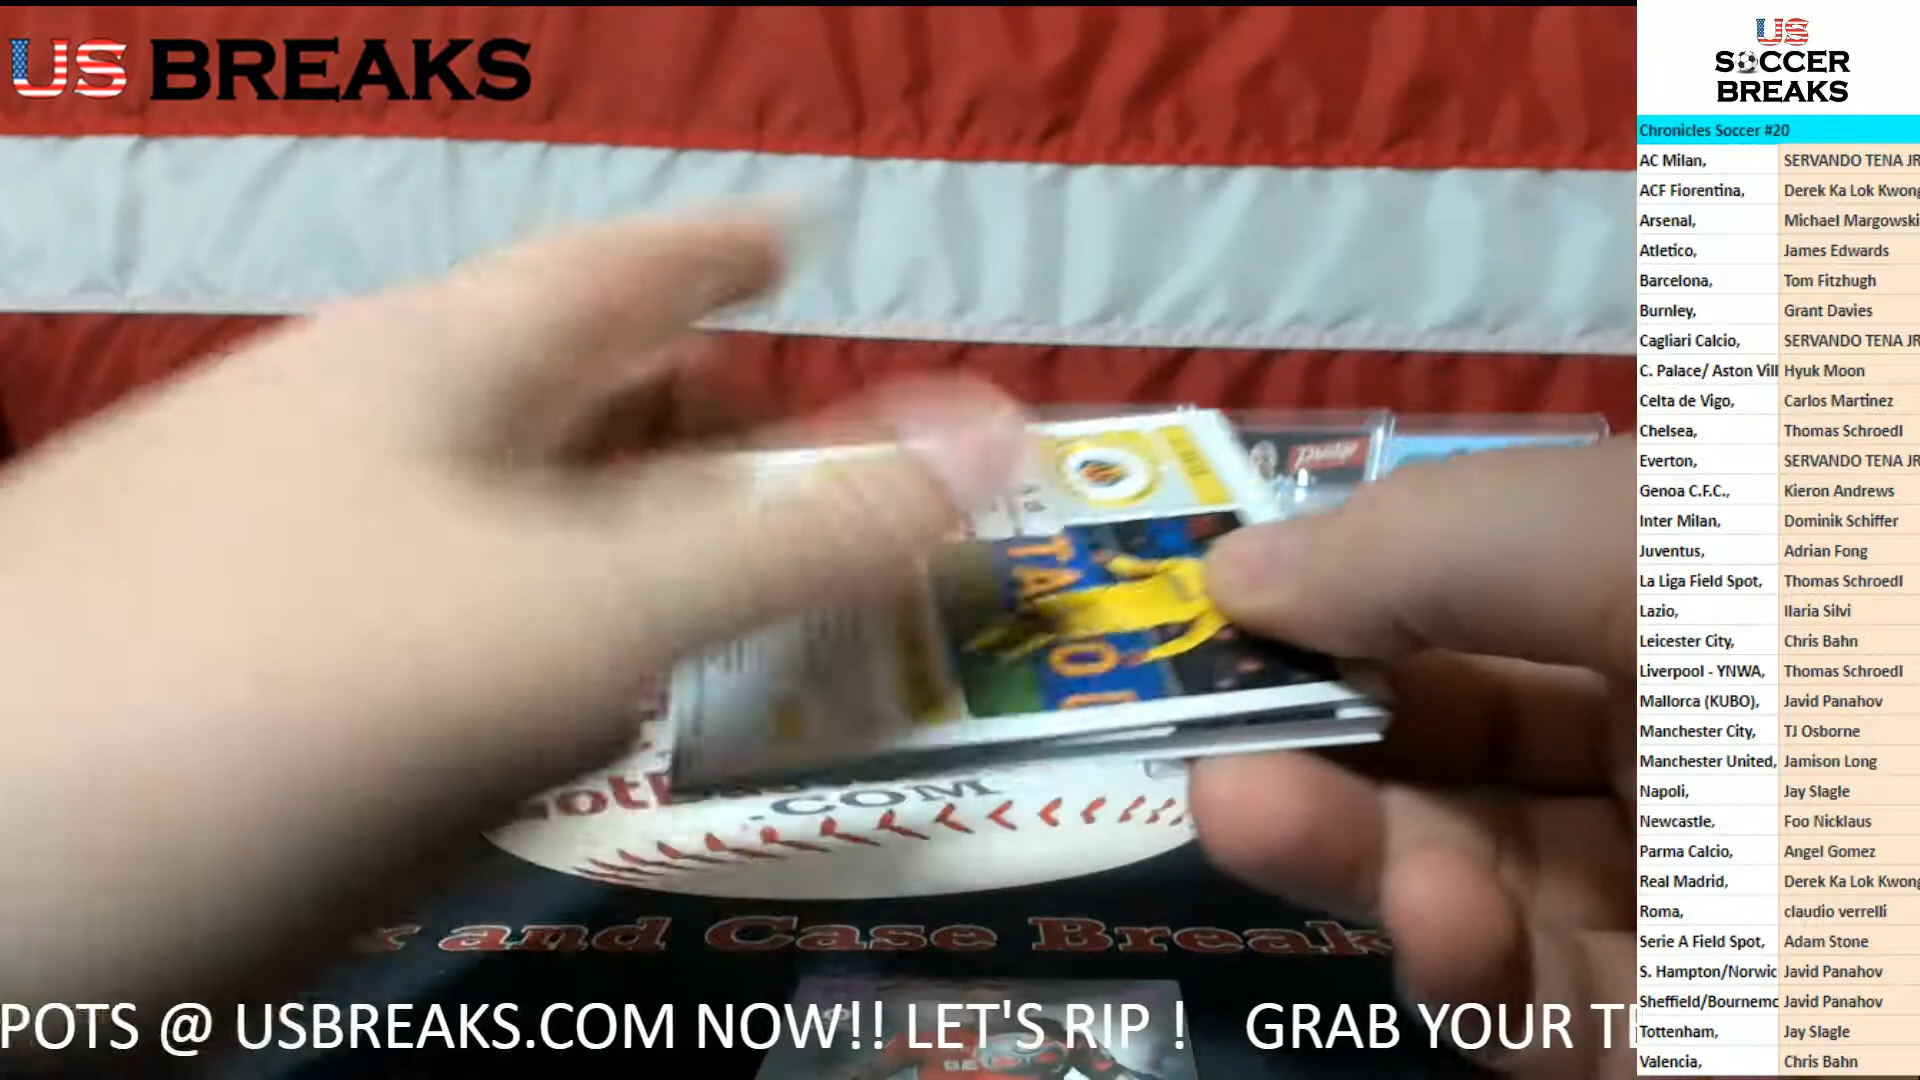 US BREAKS
US
SOCCER
BREAKS
Chronicles Soccer #20
AC Milan, SERVANDO TENA JR
ACF Fiorentina, Derek Ka Lok Kwong
Arsenal, Michael Margowski
Atletico, James Edwards
Barcelona, Tom Fitzhugh
Burnley, Grant Davies
Cagliari Calcio, SERVANDO TENA JR
C. Palace/ Aston Vill Hyuk Moon
Celta de Vigo, Carlos Martinez
Chelsea, Thomas Schroedl
Everton, SERVANDO TENA JR
Genoa C.F.C., Kieron Andrews
Inter Milan, Dominik Schiffer
Juventus, Adrian Fong
La Liga Field Spot, Thomas Schroedl
Lazio, Ilaria Silvi
Leicester City, Chris Bahn
Liverpool - YNWA, Thomas Schroedl
Mallorca (KUBO), Javid Panahov
Manchester City, TJ Osborne
Manchester United, Jamison Long
Napoli, Jay Slagle
Newcastle, Foo Nicklaus
Parma Calcio, Angel Gomez
Real Madrid, Derek Ka Lok Kwong
Roma, claudio verrelli
Serie A Field Spot, Adam Stone
S. Hampton/Norwic Javid Panahov
Sheffield/Bournemo Javid Panahov
Tottenham, Jay Slagle
Valencia, Chris Bahn
Prestige
.COM
and Case Break
POTS @ USBREAKS.COM NOW!! LET'S RIP ! GRAB YOUR TE